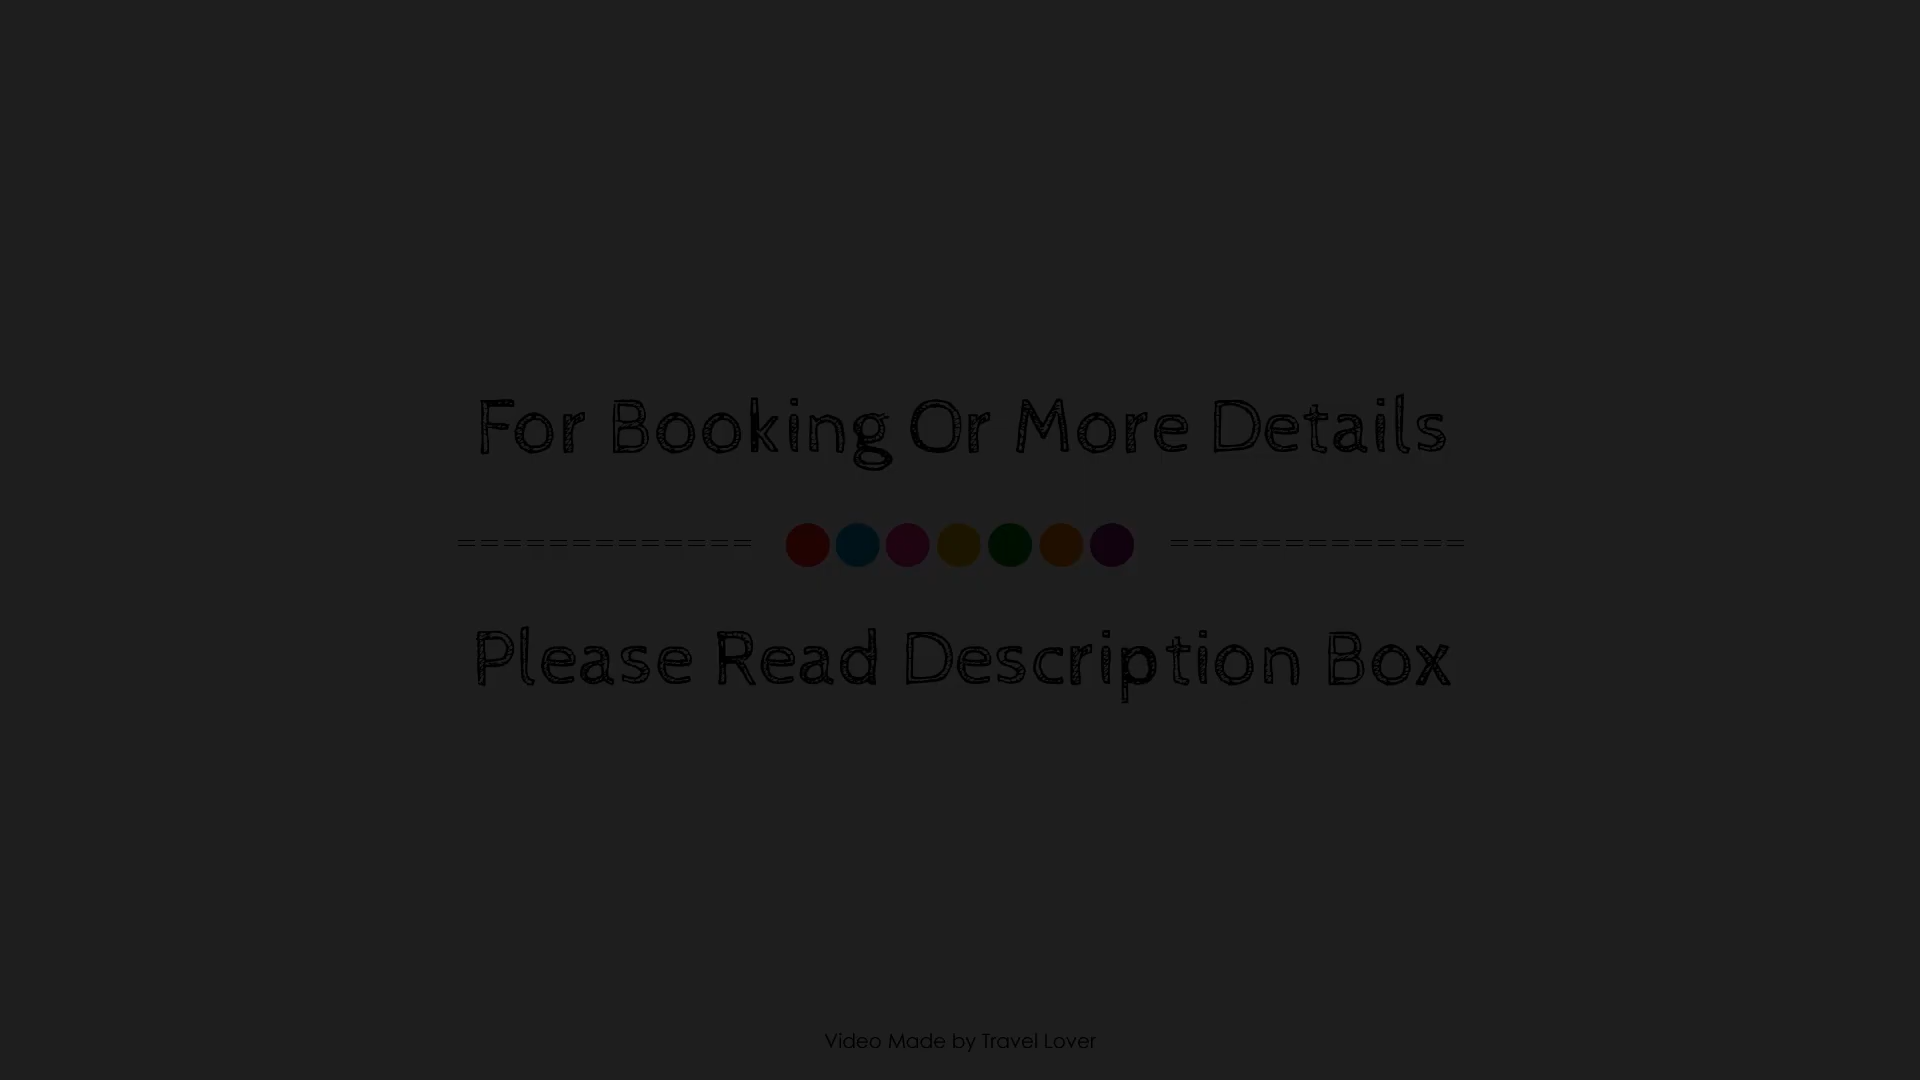 For Booking Or More Details
============= =============
Please Read Description Box
Video Made by Travel Lover